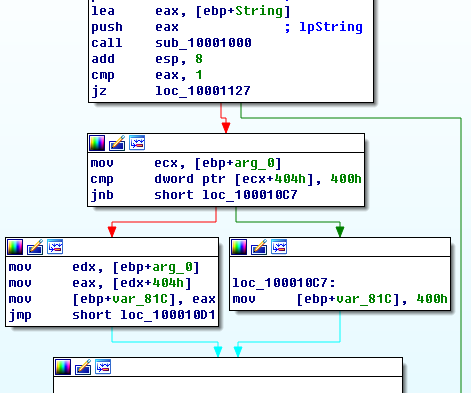 lea     eax, [ebp+String]
push    eax             ; lpString
call    sub_10001000
add     esp, 8
cmp     eax, 1
jz      loc_10001127
mov     ecx, [ebp+arg_0]
cmp     dword ptr [ecx+404h], 400h
jnb     short loc_100010C7
mov     edx, [ebp+arg_0]
mov     eax, [edx+404h]
mov     [ebp+var_81C], eax
jmp     short loc_100010D1
loc_100010C7:
mov     [ebp+var_81C], 400h